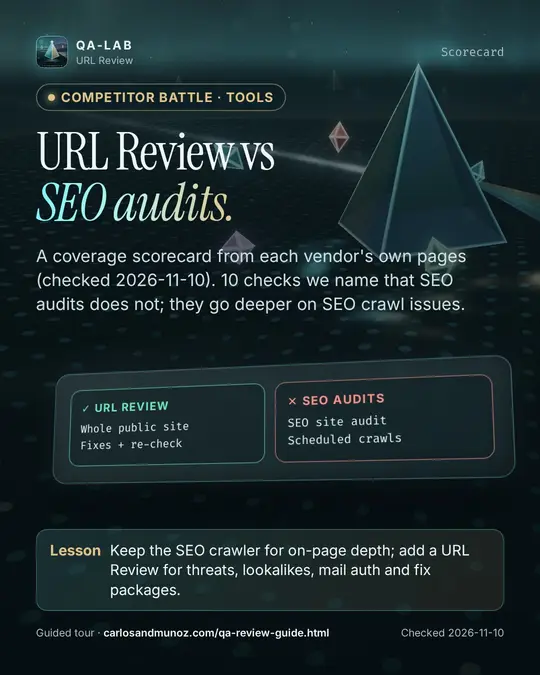 QA-LAB
URL Review
Scorecard
COMPETITOR BATTLE · TOOLS
URL Review vs
SEO audits.
A coverage scorecard from each vendor's own pages
(checked 2026-11-10). 10 checks we name that SEO
audits does not; they go deeper on SEO crawl issues.
✓ URL REVIEW
Whole public site
Fixes + re-check
✕ SEO AUDITS
SEO site audit
Scheduled crawls
Lesson Keep the SEO crawler for on-page depth; add a URL
Review for threats, lookalikes, mail auth and fix
packages.
Guided tour · carlosandmunoz.com/qa-review-guide.html
Checked 2026-11-10